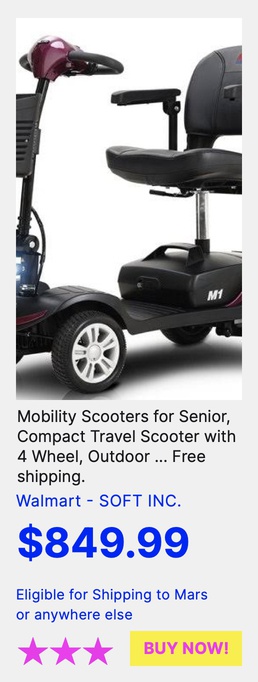 M1
Mobility Scooters for Senior,
Compact Travel Scooter with
4 Wheel, Outdoor ... Free
shipping.
Walmart - SOFT INC.
$849.99
Eligible for Shipping to Mars
or anywhere else
BUY NOW!